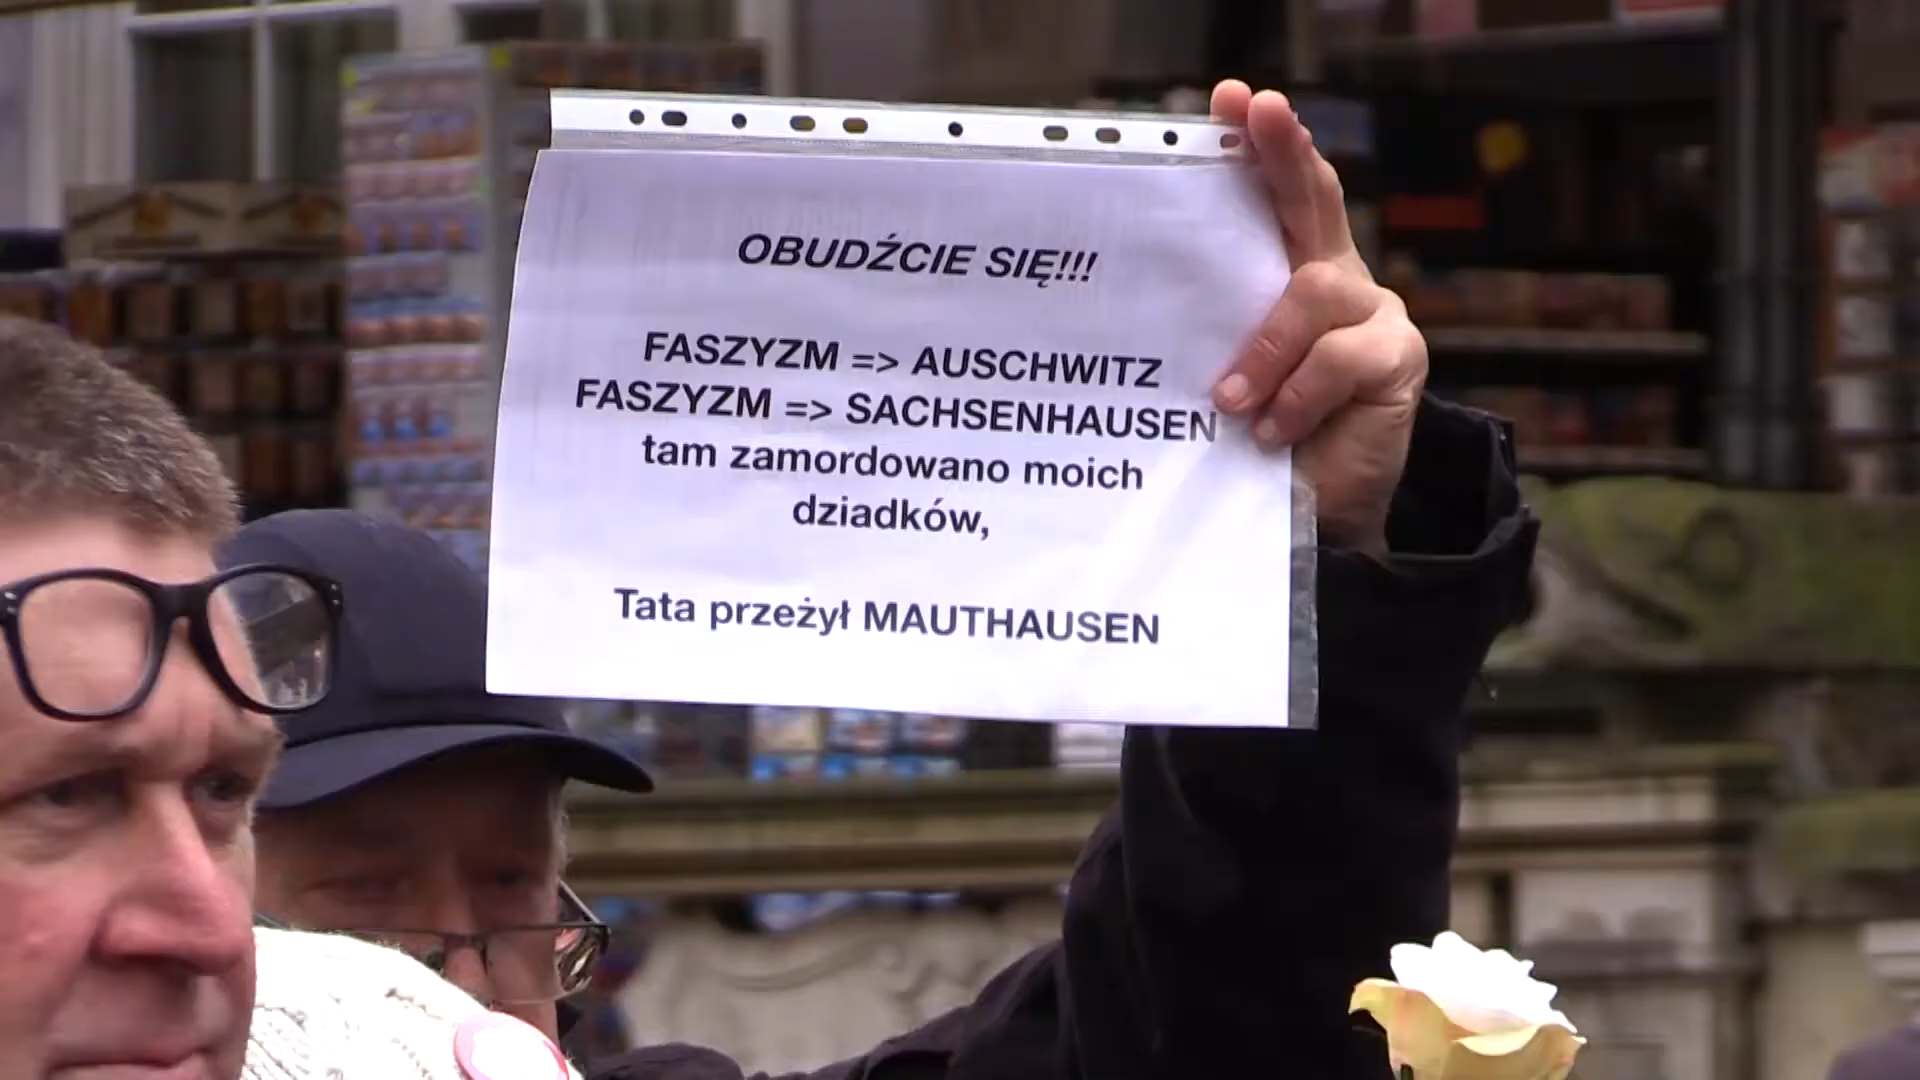 OBUDŹCIE SIĘ!!!
FASZYZM => AUSCHWITZ
FASZYZM => SACHSENHAUSEN
tam zamordowano moich
dziadków,
Tata przeżył MAUTHAUSEN